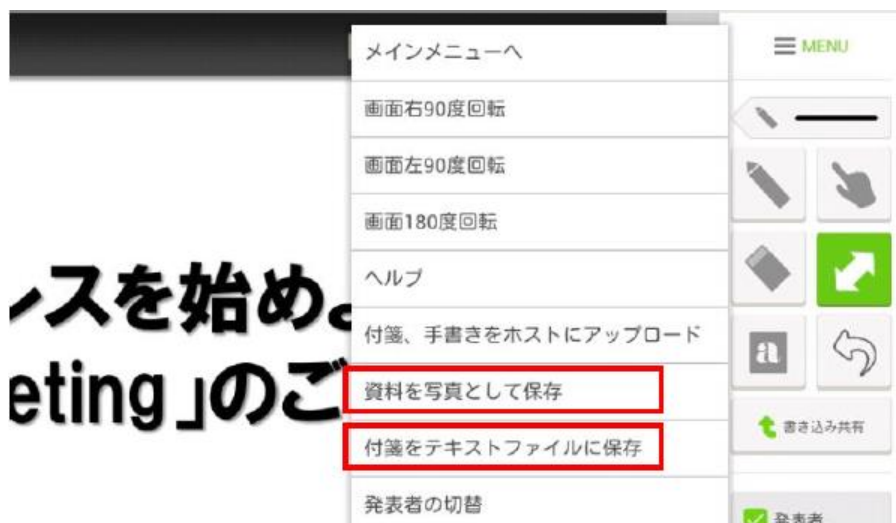 メインメニューへ
画面右90度回転
画面左90度回転
画面180度回転
ヘルプ
付箋、手書きをホストにアップロード
資料を写真として保存
付箋をテキストファイルに保存
発表者の切替
MENU
a
書き込み共有
発表者
レスを始め
eting」のご